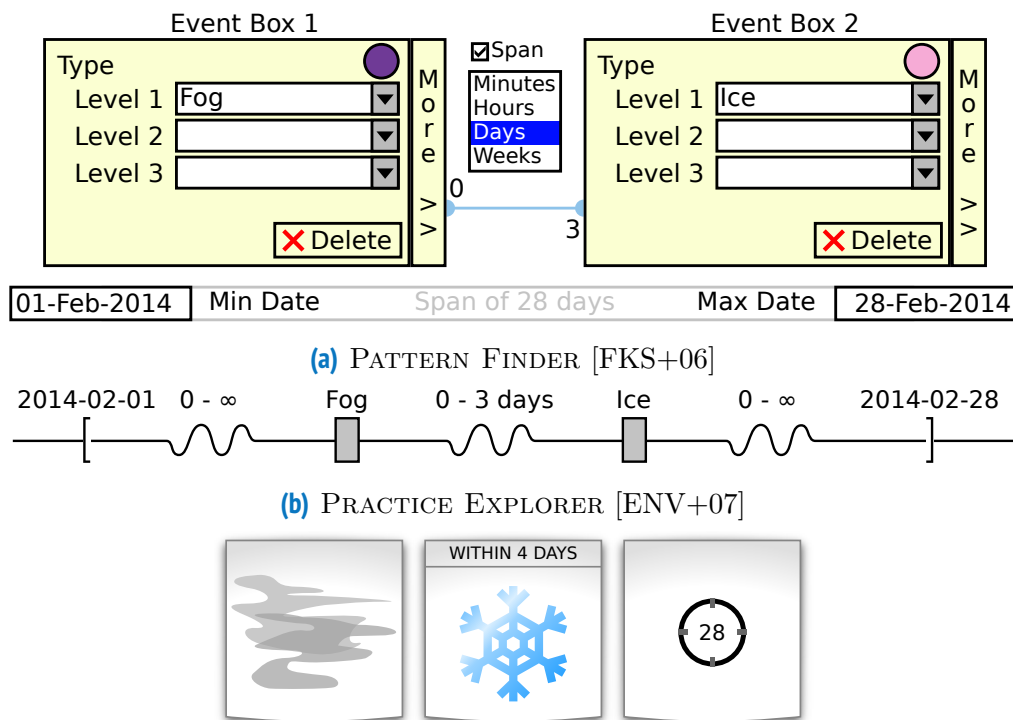 Event Box 1
Event Box 2
Type
Level 1 Fog
Level 2
Level 3
Delete
More >>
Span
Minutes
Hours
Days
Weeks
0
3
Type
Level 1 Ice
Level 2
Level 3
Delete
More >>
01-Feb-2014 Min Date Span of 28 days Max Date 28-Feb-2014
(a) PATTERN FINDER [FKS+06]
2014-02-01 0 - ∞ Fog 0 - 3 days Ice 0 - ∞ 2014-02-28
(b) PRACTICE EXPLORER [ENV+07]
WITHIN 4 DAYS
28